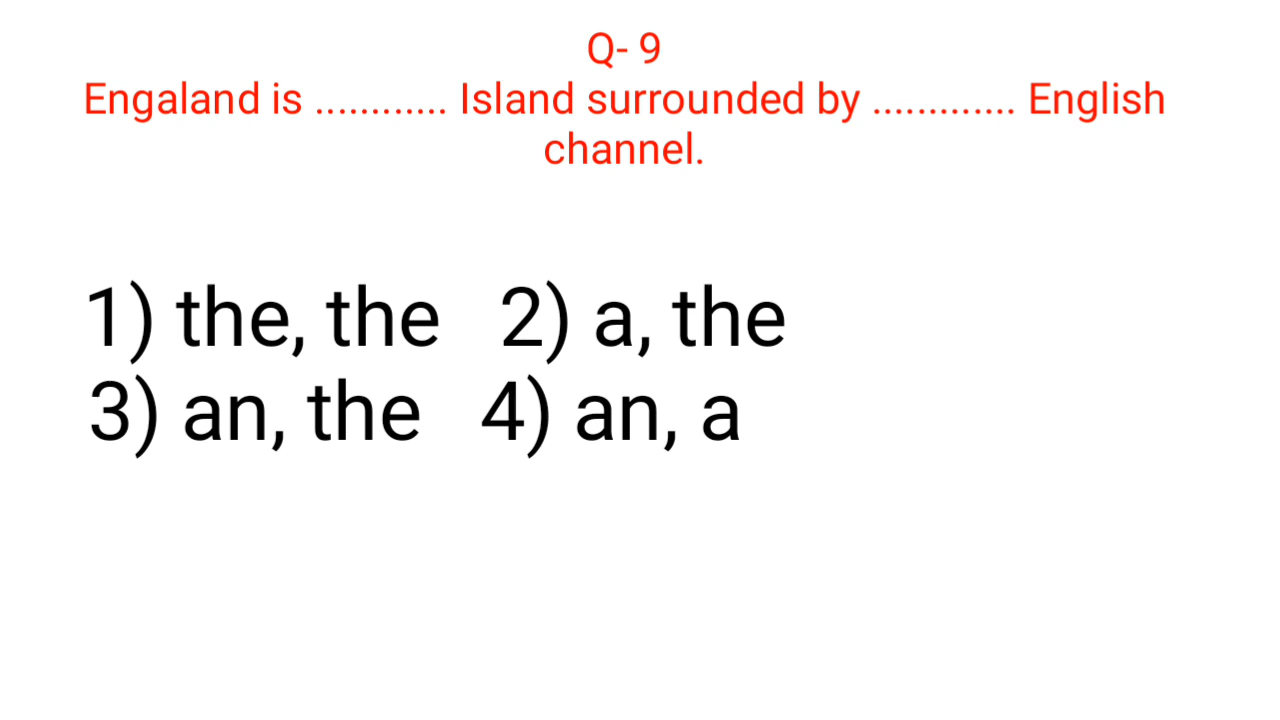 Q- 9
Engaland is ............ Island surrounded by ............. English
channel.
1) the, the 2) a, the
3) an, the 4) an, a